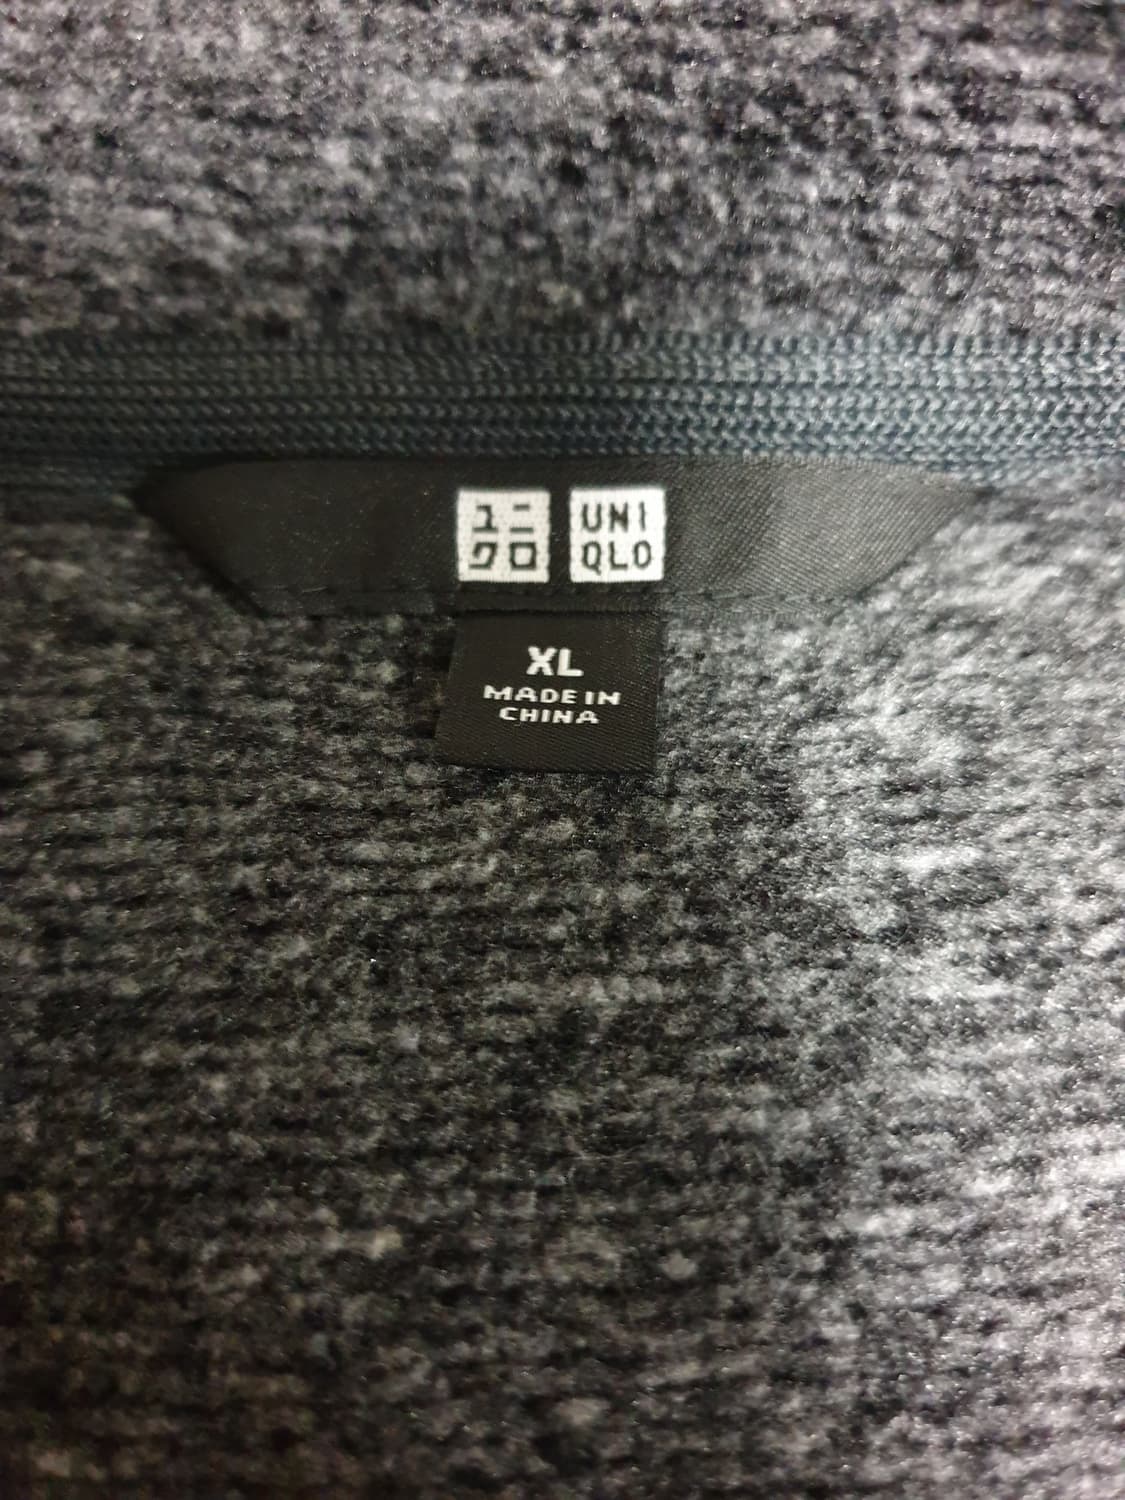 ユニ UNI
クロ QLO
XL
MADE IN
CHINA